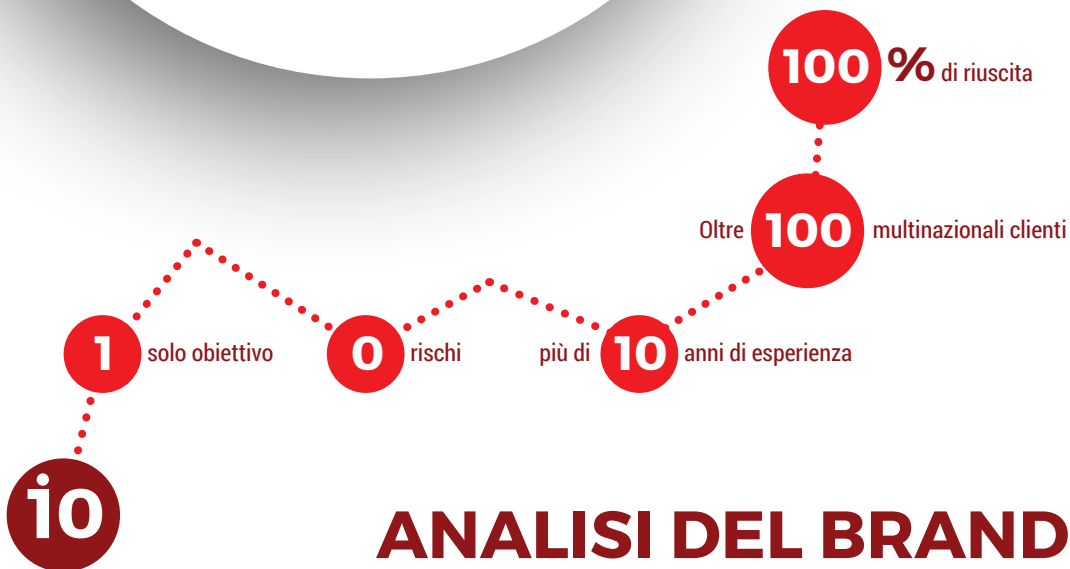 100 % di riuscita
Oltre 100 multinazionali clienti
1 solo obiettivo
0 rischi
più di 10 anni di esperienza
io
ANALISI DEL BRAND